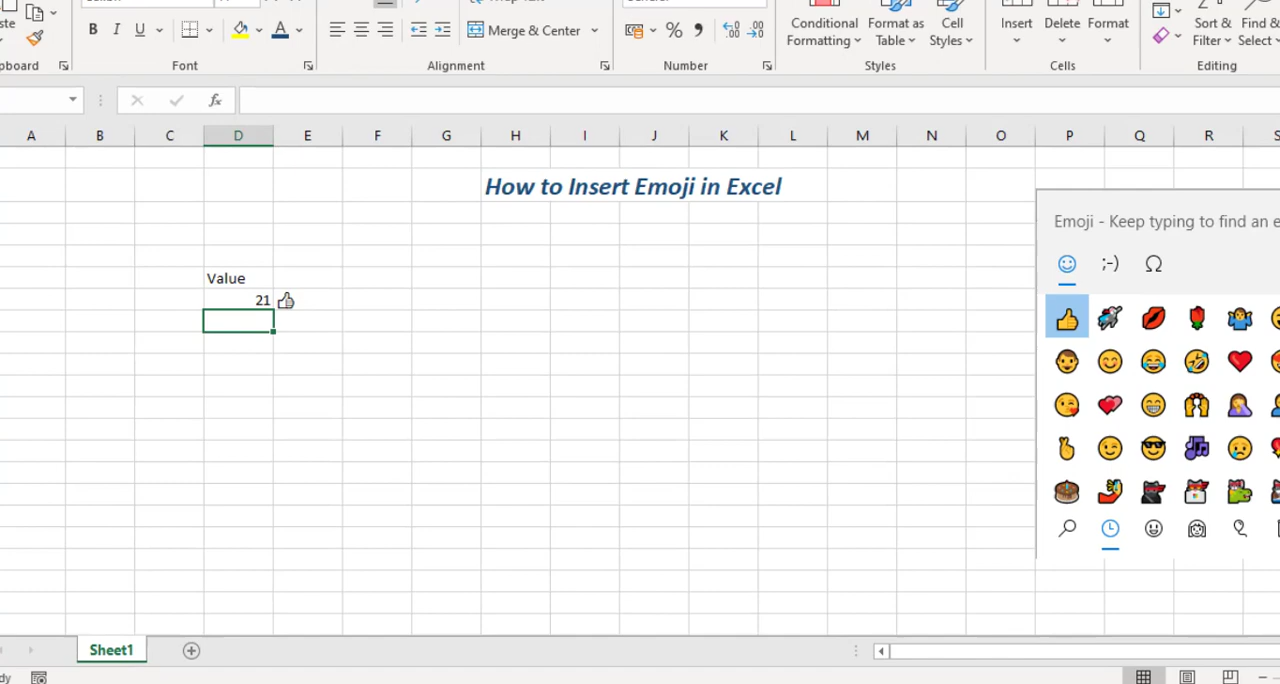 B I U
Merge & Center
% 9
Conditional Formatting
Format as Table
Cell Styles
Insert
Delete
Format
Sort & Filter
Find & Select
Font
Alignment
Number
Styles
Cells
Editing
fx
A B C D E F G H I J K L M N O P Q R S
How to Insert Emoji in Excel
Value
21
Emoji - Keep typing to find an e
;-) Ω
Sheet1